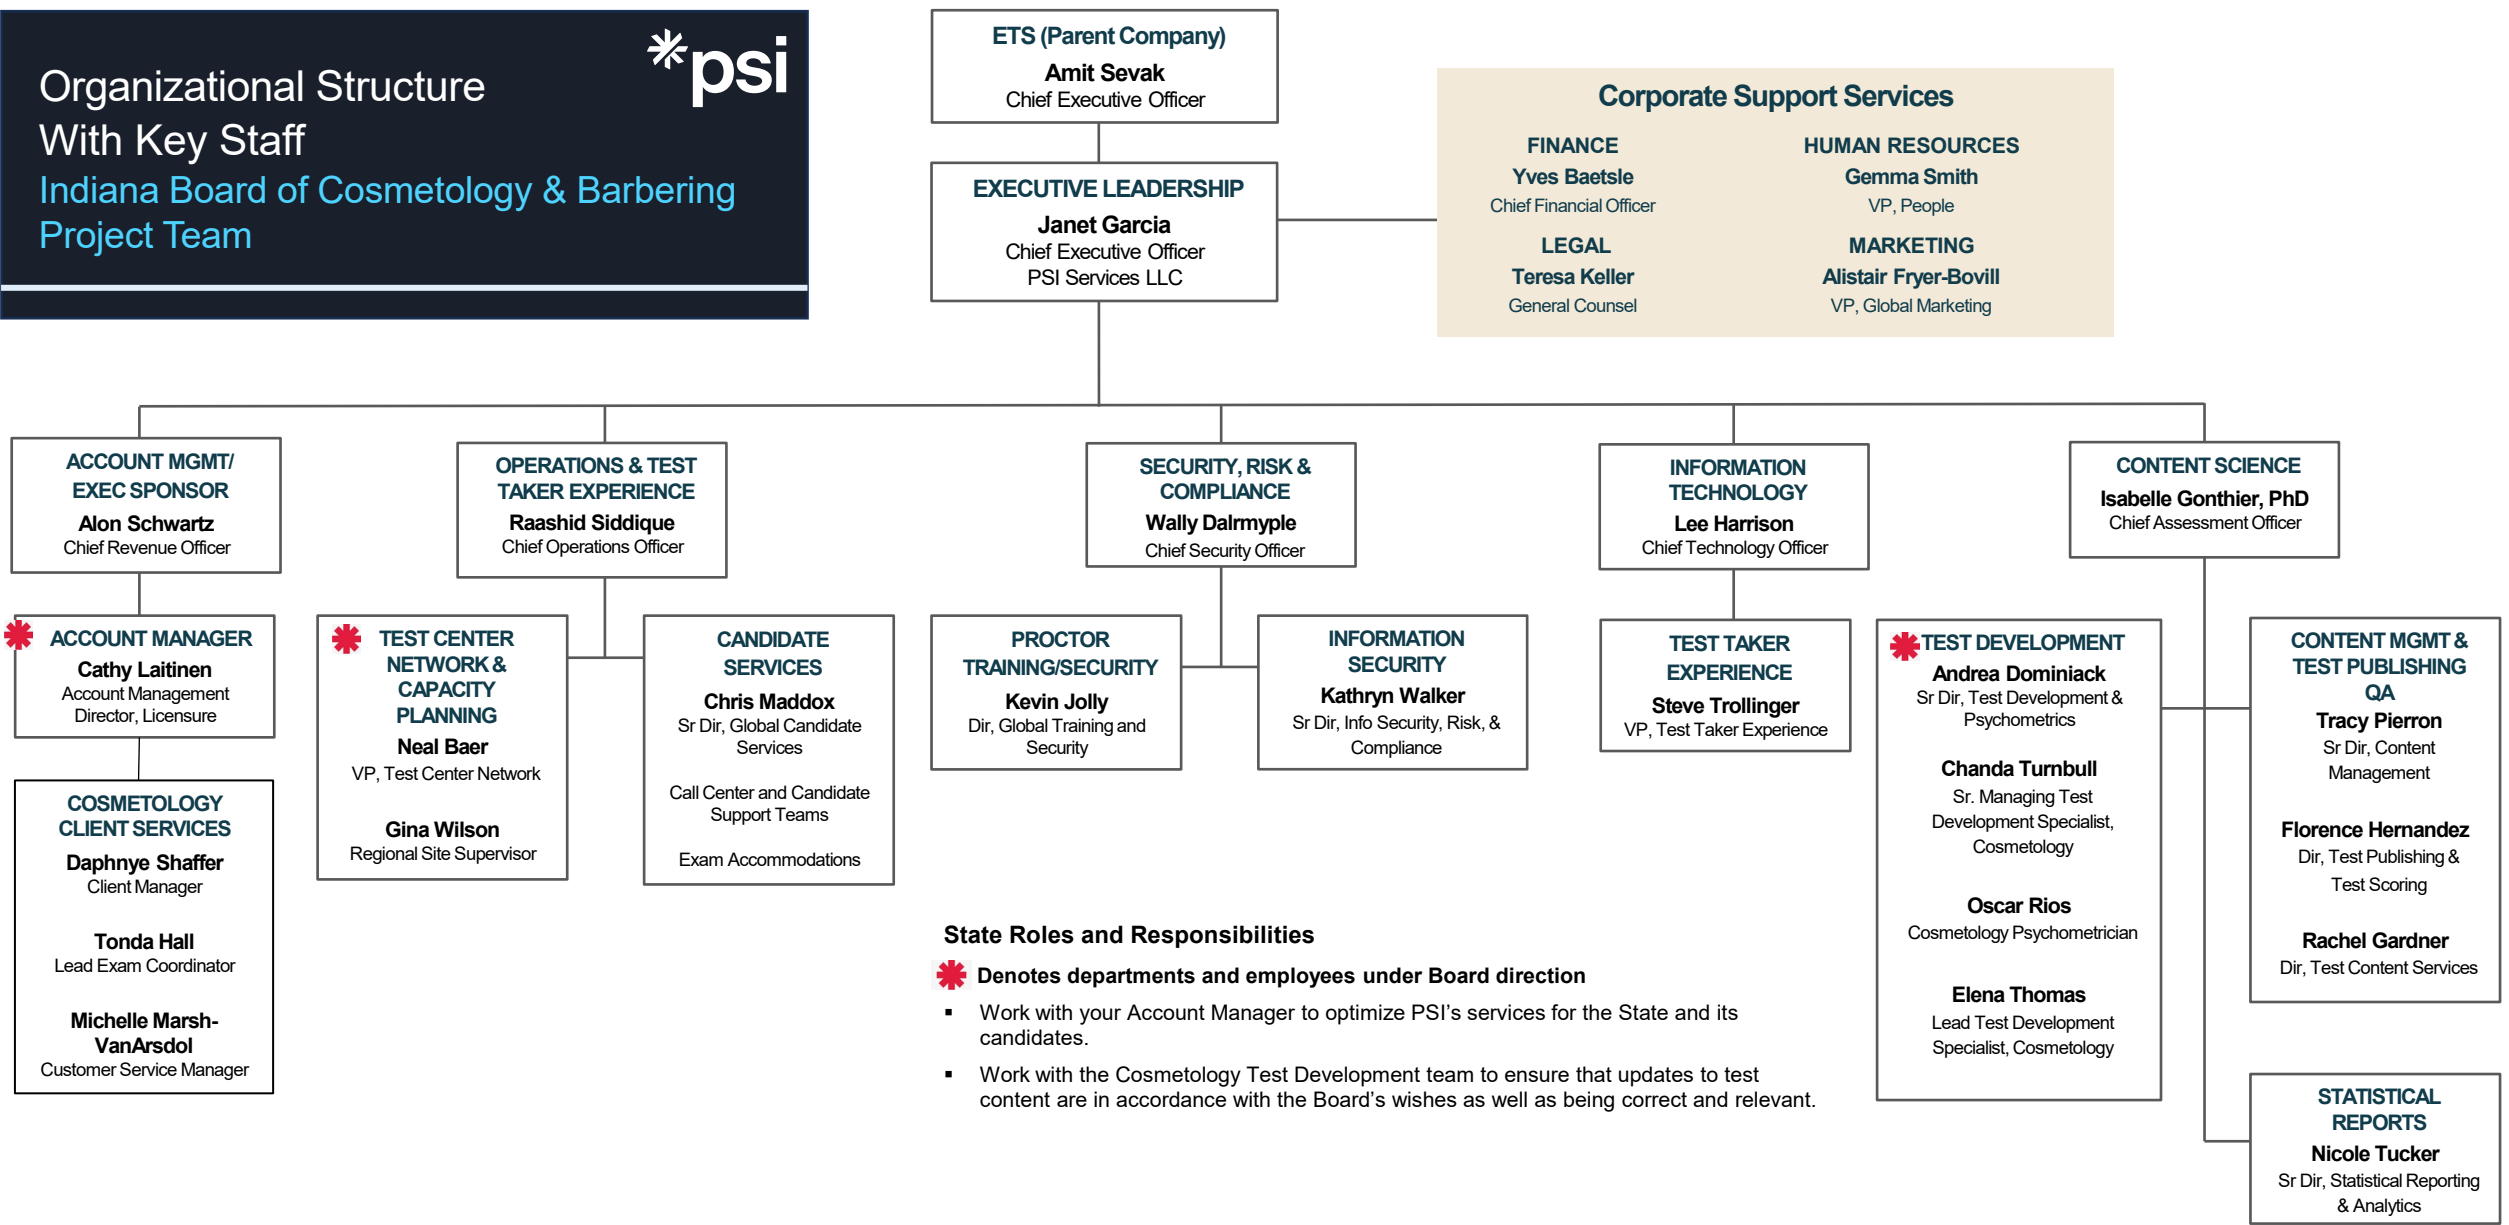 Organizational Structure
With Key Staff
Indiana Board of Cosmetology & Barbering
Project Team
psi
ETS (Parent Company)
Amit Sevak
Chief Executive Officer
EXECUTIVE LEADERSHIP
Janet Garcia
Chief Executive Officer
PSI Services LLC
Corporate Support Services
FINANCE
Yves Baetsle
Chief Financial Officer
HUMAN RESOURCES
Gemma Smith
VP, People
LEGAL
Teresa Keller
General Counsel
MARKETING
Alistair Fryer-Bovill
VP, Global Marketing
ACCOUNT MGMT/
EXEC SPONSOR
Alon Schwartz
Chief Revenue Officer
OPERATIONS & TEST
TAKER EXPERIENCE
Raashid Siddique
Chief Operations Officer
SECURITY, RISK &
COMPLIANCE
Wally Dalrmyple
Chief Security Officer
INFORMATION
TECHNOLOGY
Lee Harrison
Chief Technology Officer
CONTENT SCIENCE
Isabelle Gonthier, PhD
Chief Assessment Officer
ACCOUNT MANAGER
Cathy Laitinen
Account Management
Director, Licensure
COSMETOLOGY
CLIENT SERVICES
Daphnye Shaffer
Client Manager
Tonda Hall
Lead Exam Coordinator
Michelle Marsh-
VanArsdol
Customer Service Manager
TEST CENTER
NETWORK &
CAPACITY
PLANNING
Neal Baer
VP, Test Center Network
Gina Wilson
Regional Site Supervisor
CANDIDATE
SERVICES
Chris Maddox
Sr Dir, Global Candidate
Services
Call Center and Candidate
Support Teams
Exam Accommodations
PROCTOR
TRAINING/SECURITY
Kevin Jolly
Dir, Global Training and
Security
INFORMATION
SECURITY
Kathryn Walker
Sr Dir, Info Security, Risk, &
Compliance
TEST TAKER
EXPERIENCE
Steve Trollinger
VP, Test Taker Experience
TEST DEVELOPMENT
Andrea Dominiack
Sr Dir, Test Development &
Psychometrics
Chanda Turnbull
Sr. Managing Test
Development Specialist,
Cosmetology
Oscar Rios
Cosmetology Psychometrician
Elena Thomas
Lead Test Development
Specialist, Cosmetology
CONTENT MGMT &
TEST PUBLISHING
QA
Tracy Pierron
Sr Dir, Content
Management
Florence Hernandez
Dir, Test Publishing &
Test Scoring
Rachel Gardner
Dir, Test Content Services
STATISTICAL
REPORTS
Nicole Tucker
Sr Dir, Statistical Reporting
& Analytics
State Roles and Responsibilities
Denotes departments and employees under Board direction
▪ Work with your Account Manager to optimize PSI’s services for the State and its
candidates.
▪ Work with the Cosmetology Test Development team to ensure that updates to test
content are in accordance with the Board’s wishes as well as being correct and relevant.